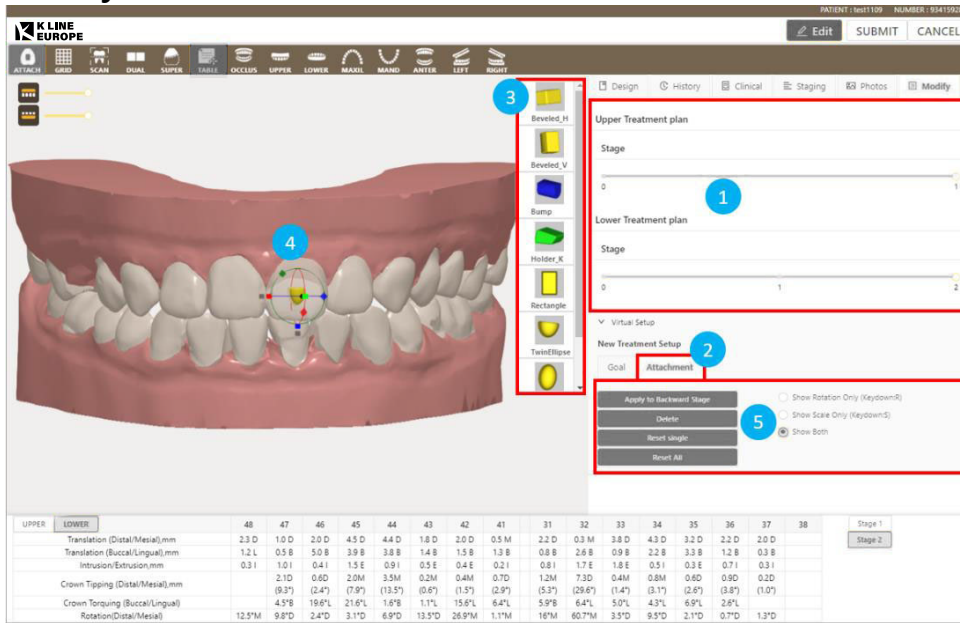 PATIENT : test1109 NUMBER : 9341592
K LINE
EUROPE
Edit SUBMIT CANCEL
ATTACH GRID SCAN DUAL SUPER TABLE OCCLUS UPPER LOWER MAXIL MAND ANTER LEFT RIGHT
Design History Clinical Staging Photos Modify
3
Beveled_H
Beveled_V
Bump
Holder_K
Rectangle
TwinEllipse
4
Upper Treatment plan
Stage
0 1
1
Lower Treatment plan
Stage
0 1 2
Virtual Setup
New Treatment Setup
2
Goal Attachment
Apply to Backward Stage
Delete
Reset single
Reset All
5
Show Rotation Only (Keydown:R)
Show Scale Only (Keydown:S)
Show Both
UPPER LOWER 48 47 46 45 44 43 42 41 31 32 33 34 35 36 37 38 Stage 1
Translation (Distal/Mesial),mm 2.3 D 1.0 D 2.0 D 4.5 D 4.4 D 1.8 D 2.0 D 0.5 M 2.2 D 0.3 M 3.8 D 4.3 D 3.2 D 2.2 D 2.0 D Stage 2
Translation (Buccal/Lingual),mm 1.2 L 0.5 B 5.0 B 3.9 B 3.8 B 1.4 B 1.5 B 1.3 B 0.8 B 2.6 B 0.9 B 2.2 B 3.3 B 1.2 B 0.3 B
Intrusion/Extrusion,mm 0.3 I 1.0 I 0.4 I 1.5 E 0.9 I 0.5 E 0.4 E 0.2 I 0.8 I 1.7 E 1.8 E 0.5 I 0.3 E 0.7 I 0.3 I
Crown Tipping (Distal/Mesial),mm 2.1D 0.6D 2.0M 3.5M 0.2M 0.4M 0.7D 1.2M 7.3D 0.4M 0.8M 0.6D 0.9D 0.2D
(3.9°) (2.4°) (7.9°) (13.5°) (0.6°) (1.5°) (2.9°) (5.3°) (29.6°) (1.4°) (3.1°) (2.6°) (3.8°) (1.0°)
Crown Torquing (Buccal/Lingual) 4.5°B 19.6°L 21.6°L 1.6°B 1.1°L 15.6°L 6.4°L 5.9°B 6.4°L 5.0°L 4.3°L 6.9°L 2.6°L
Rotation(Distal/Mesial) 12.5°M 9.8°D 2.4°D 3.1°D 6.9°D 13.5°D 26.9°M 1.1°M 16°M 60.7°M 3.5°D 9.5°D 2.1°D 0.7°D 1.3°D